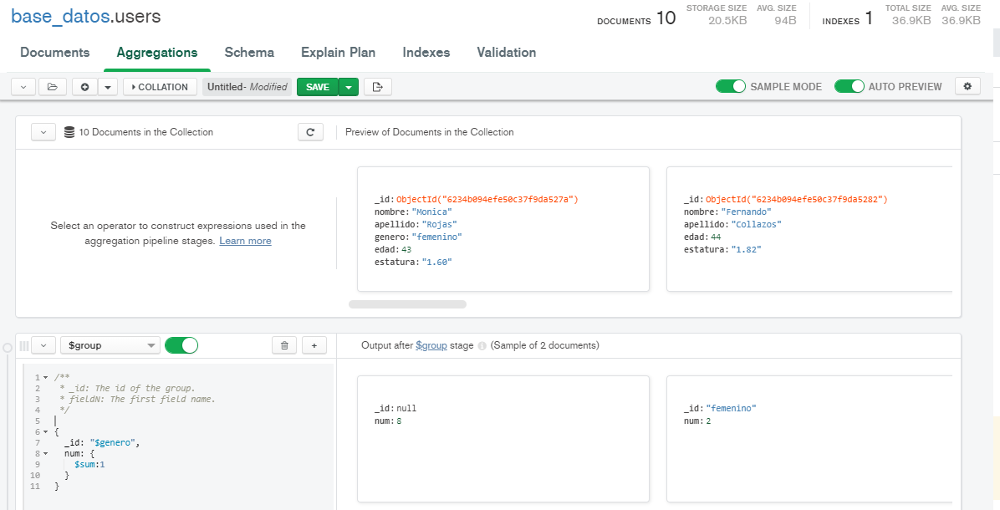 base_datos.users
DOCUMENTS 10
STORAGE SIZE 20.5KB
AVG. SIZE 94B
INDEXES 1
TOTAL SIZE 36.9KB
AVG. SIZE 36.9KB
Documents Aggregations Schema Explain Plan Indexes Validation
COLLATION Untitled- Modified SAVE SAMPLE MODE AUTO PREVIEW
10 Documents in the Collection Preview of Documents in the Collection
Select an operator to construct expressions used in the
aggregation pipeline stages. Learn more
_id: ObjectId("6234b094efe50c37f9da527a")
nombre: "Monica"
apellido: "Rojas"
genero: "femenino"
edad: 43
estatura: "1.60"
_id: ObjectId("6234b094efe50c37f9da5282")
nombre: "Fernando"
apellido: "Collazos"
edad: 44
estatura: "1.82"
$group
Output after $group stage (Sample of 2 documents)
1 /**
2 * _id: The id of the group.
3 * fieldN: The first field name.
4 */
5
6 {
7 _id: "$genero",
8 num: {
9 $sum:1
10 }
11 }
_id: null
num: 8
_id: "femenino"
num: 2